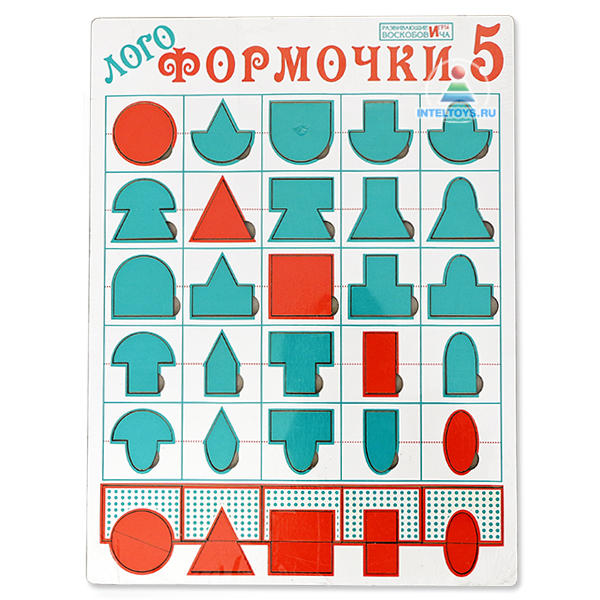 РАЗВИВАЮЩИЕ ИГРЫ
ВОСКОБОВИЧА
ЛОГО
ФОРМОЧКИ 5
INTELTOYS.RU